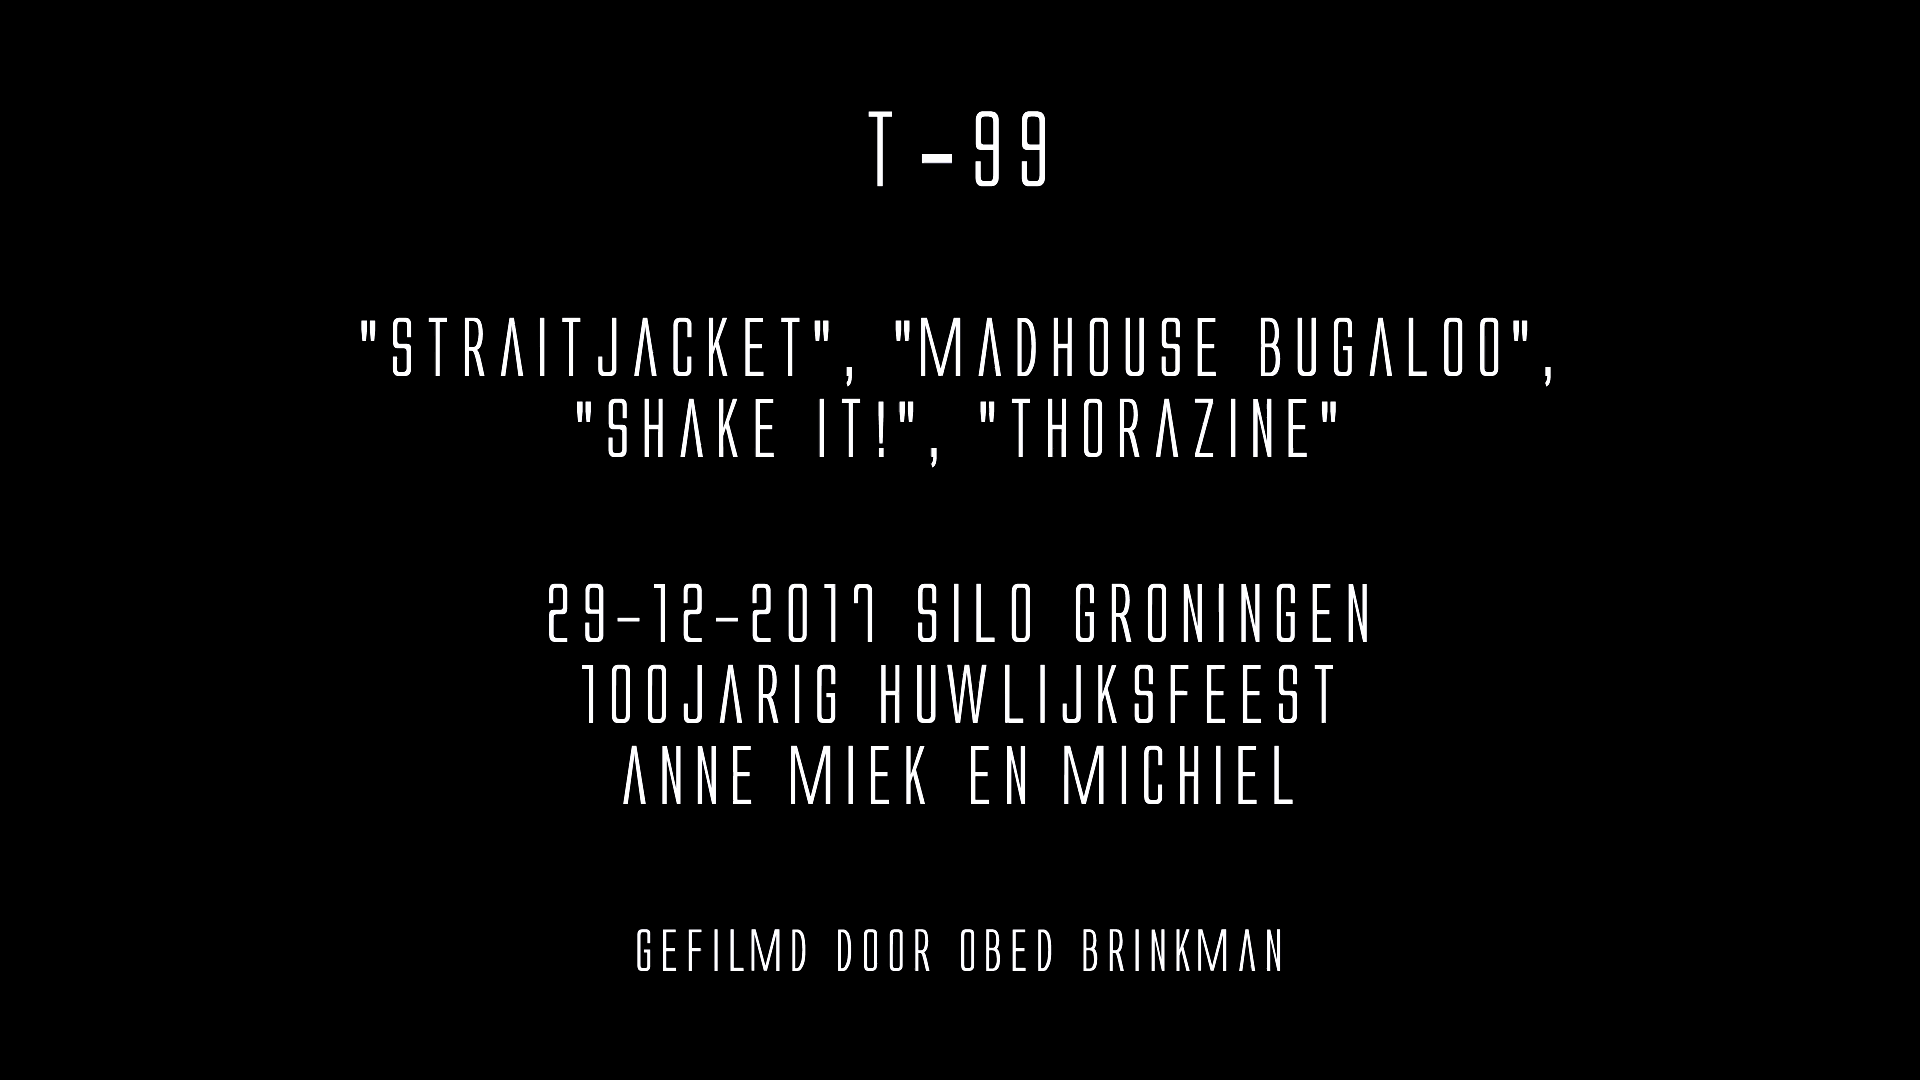 T-99
"STRAITJACKET", "MADHOUSE BUGALOO",
"SHAKE IT!", "THORAZINE"
29-12-2017 SILO GRONINGEN
100JARIG HUWLIJKSFEEST
ANNE MIEK EN MICHIEL
GEFILMD DOOR OBED BRINKMAN